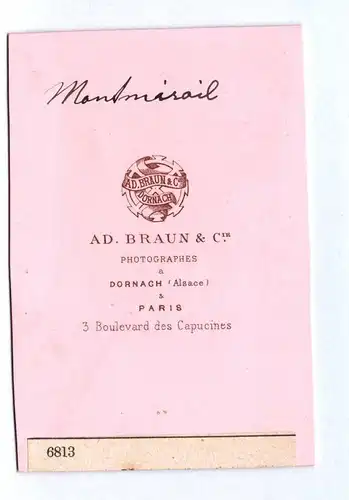 Montmirail
AD. BRAUN & Cie
DORNACH
AD. BRAUN & CIE
PHOTOGRAPHES
à
DORNACH (Alsace)
&
PARIS
3 Boulevard des Capucines
6813